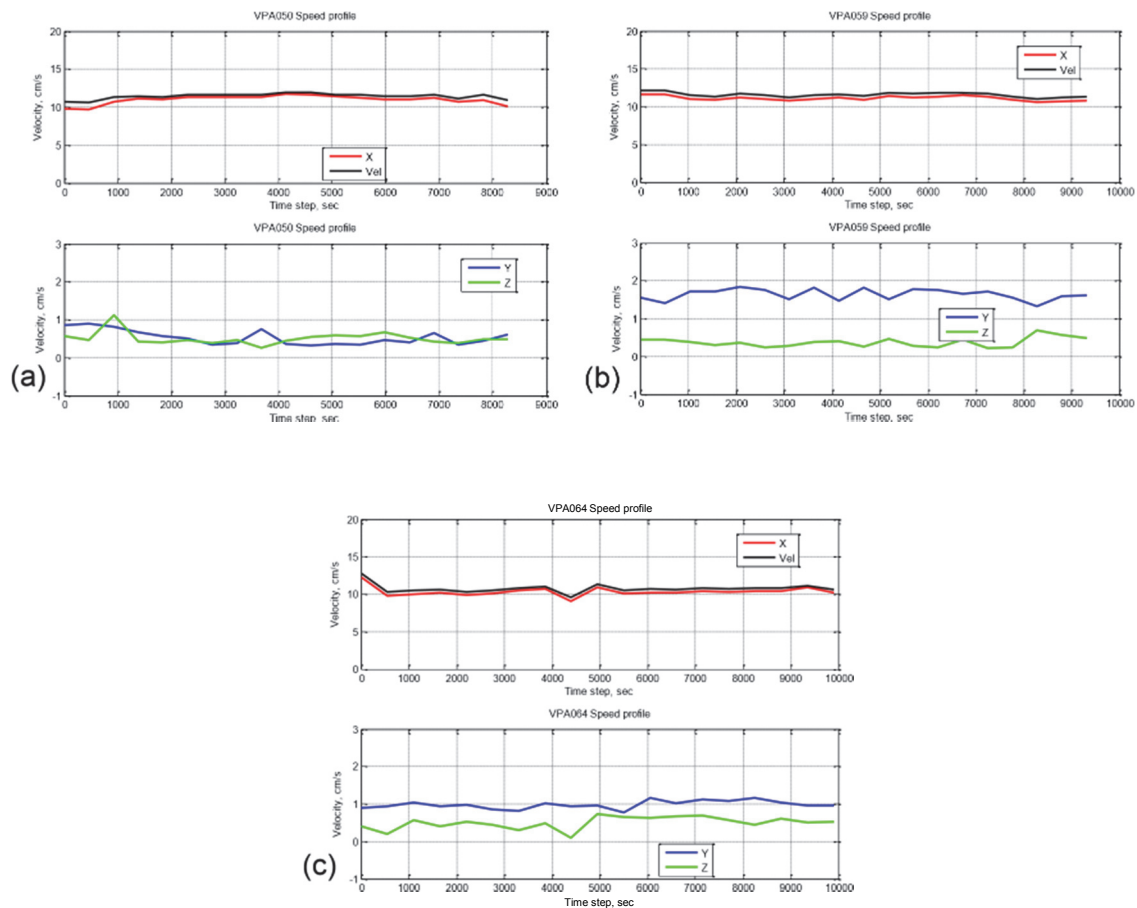 VPA050 Speed profile
20
15
10
5
0
Velocity, cm/s
X
Vel
0 1000 2000 3000 4000 5000 6000 7000 8000 9000
Time step, sec
VPA050 Speed profile
3
2
1
0
-1
Velocity, cm/s
Y
Z
0 1000 2000 3000 4000 5000 6000 7000 8000 9000
Time step, sec
(a)
VPA059 Speed profile
20
15
10
5
0
Velocity, cm/s
X
Vel
0 1000 2000 3000 4000 5000 6000 7000 8000 9000 10000
Time step, sec
VPA059 Speed profile
3
2
1
0
-1
Velocity, cm/s
Y
Z
0 1000 2000 3000 4000 5000 6000 7000 8000 9000 10000
Time step, sec
(b)
VPA064 Speed profile
20
15
10
5
0
Velocity, cm/s
X
Vel
0 1000 2000 3000 4000 5000 6000 7000 8000 9000 10000
Time step, sec
VPA064 Speed profile
3
2
1
0
-1
Velocity, cm/s
Y
Z
0 1000 2000 3000 4000 5000 6000 7000 8000 9000 10000
Time step, sec
(c)